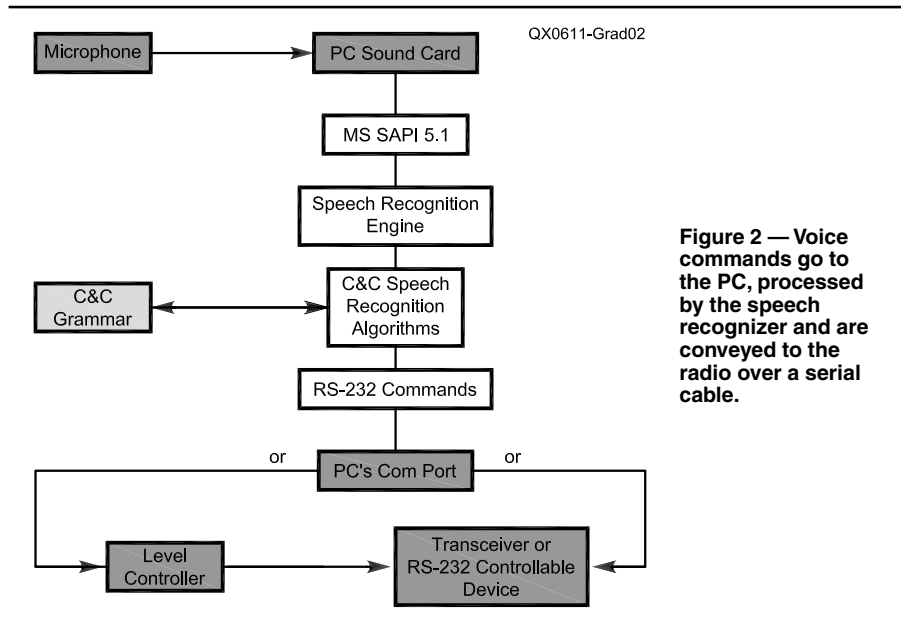 QX0611-Grad02
Microphone
PC Sound Card
MS SAPI 5.1
Speech Recognition
Engine
C&C Speech
Recognition
Algorithms
C&C
Grammar
RS-232 Commands
or
PC's Com Port
or
Level
Controller
Transceiver or
RS-232 Controllable
Device
Figure 2 — Voice
commands go to
the PC, processed
by the speech
recognizer and are
conveyed to the
radio over a serial
cable.